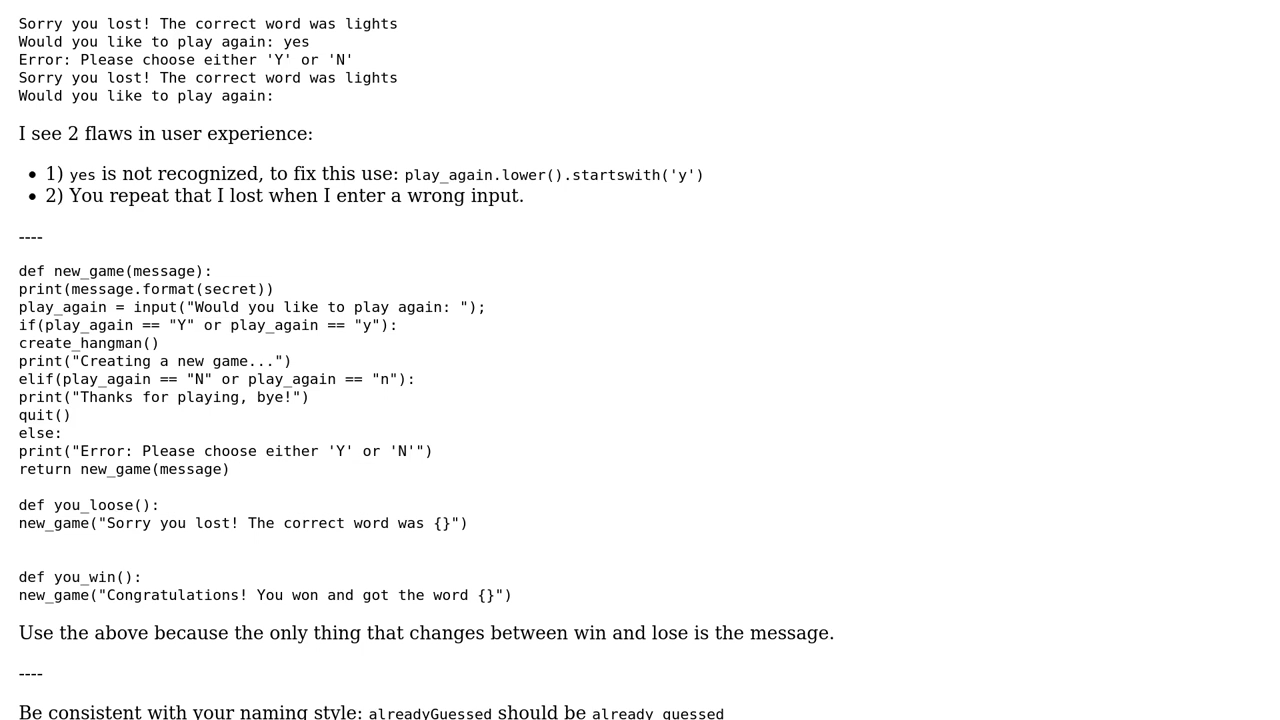 Sorry you lost! The correct word was lights
Would you like to play again: yes
Error: Please choose either 'Y' or 'N'
Sorry you lost! The correct word was lights
Would you like to play again:
I see 2 flaws in user experience:
• 1) yes is not recognized, to fix this use: play_again.lower().startswith('y')
• 2) You repeat that I lost when I enter a wrong input.
----
def new_game(message):
print(message.format(secret))
play_again = input("Would you like to play again: ");
if(play_again == "Y" or play_again == "y"):
create_hangman()
print("Creating a new game...")
elif(play_again == "N" or play_again == "n"):
print("Thanks for playing, bye!")
quit()
else:
print("Error: Please choose either 'Y' or 'N'")
return new_game(message)
def you_loose():
new_game("Sorry you lost! The correct word was {}")
def you_win():
new_game("Congratulations! You won and got the word {}")
Use the above because the only thing that changes between win and lose is the message.
----
Be consistent with your naming style: alreadyGuessed should be already_guessed